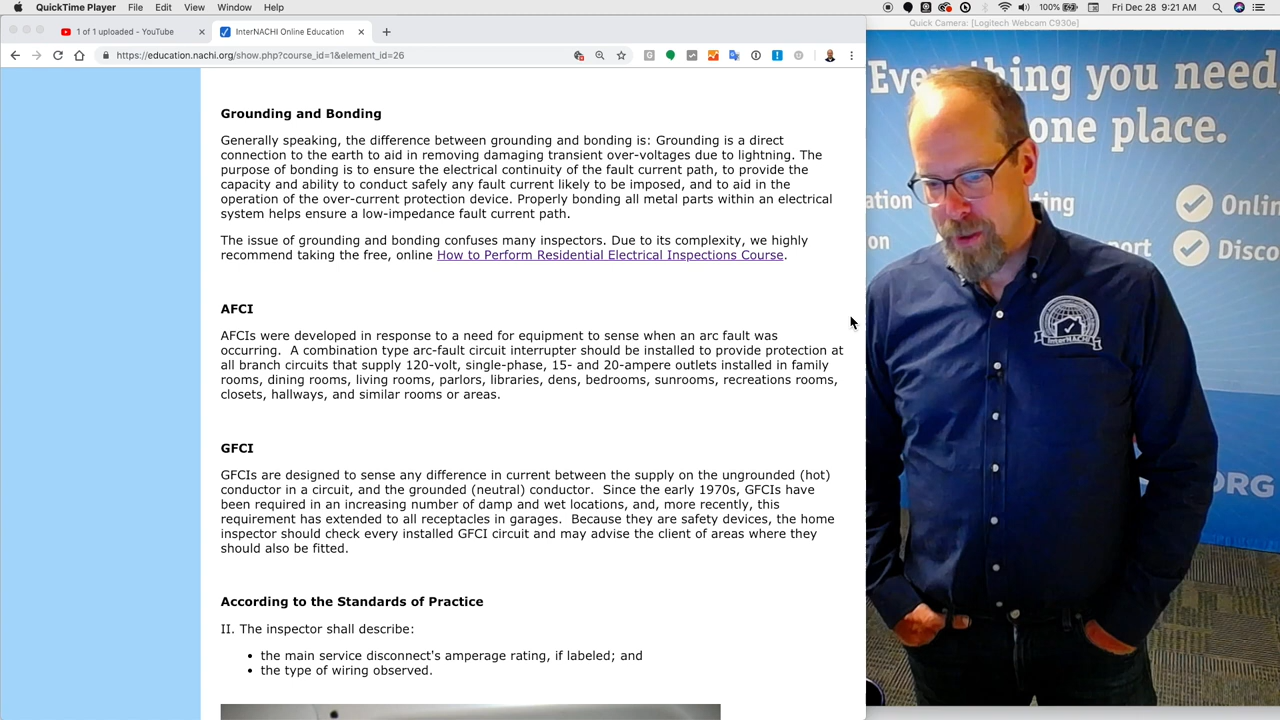 QuickTime Player File Edit View Window Help
100% Fri Dec 28 9:21 AM
1 of 1 uploaded - YouTube
InterNACHI Online Education
Quick Camera: [Logitech Webcam C930e]
https://education.nachi.org/show.php?course_id=1&element_id=26
Grounding and Bonding
Generally speaking, the difference between grounding and bonding is: Grounding is a direct
connection to the earth to aid in removing damaging transient over-voltages due to lightning. The
purpose of bonding is to ensure the electrical continuity of the fault current path, to provide the
capacity and ability to conduct safely any fault current likely to be imposed, and to aid in the
operation of the over-current protection device. Properly bonding all metal parts within an electrical
system helps ensure a low-impedance fault current path.
The issue of grounding and bonding confuses many inspectors. Due to its complexity, we highly
recommend taking the free, online How to Perform Residential Electrical Inspections Course.
AFCI
AFCIs were developed in response to a need for equipment to sense when an arc fault was
occurring. A combination type arc-fault circuit interrupter should be installed to provide protection at
all branch circuits that supply 120-volt, single-phase, 15- and 20-ampere outlets installed in family
rooms, dining rooms, living rooms, parlors, libraries, dens, bedrooms, sunrooms, recreations rooms,
closets, hallways, and similar rooms or areas.
GFCI
GFCIs are designed to sense any difference in current between the supply on the ungrounded (hot)
conductor in a circuit, and the grounded (neutral) conductor. Since the early 1970s, GFCIs have
been required in an increasing number of damp and wet locations, and, more recently, this
requirement has extended to all receptacles in garages. Because they are safety devices, the home
inspector should check every installed GFCI circuit and may advise the client of areas where they
should also be fitted.
According to the Standards of Practice
II. The inspector shall describe:
• the main service disconnect's amperage rating, if labeled; and
• the type of wiring observed.
Everything you need,
one place.
Onlin
Disco
InterNACHI
ORG